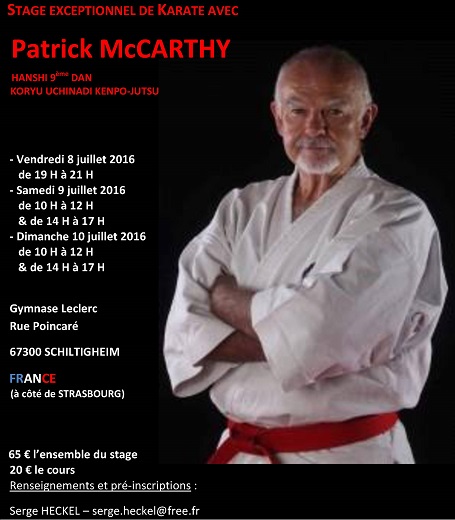 STAGE EXCEPTIONNEL DE KARATE AVEC
Patrick McCARTHY
HANSHI 9ème DAN
KORYU UCHINADI KENPO-JUTSU
- Vendredi 8 juillet 2016
de 19 H à 21 H
- Samedi 9 juillet 2016
de 10 H à 12 H
& de 14 H à 17 H
- Dimanche 10 juillet 2016
de 10 H à 12 H
& de 14 H à 17 H
Gymnase Leclerc
Rue Poincaré
67300 SCHILTIGHEIM
FRANCE
(à côté de STRASBOURG)
65 € l’ensemble du stage
20 € le cours
Renseignements et pré-inscriptions :
Serge HECKEL – serge.heckel@free.fr